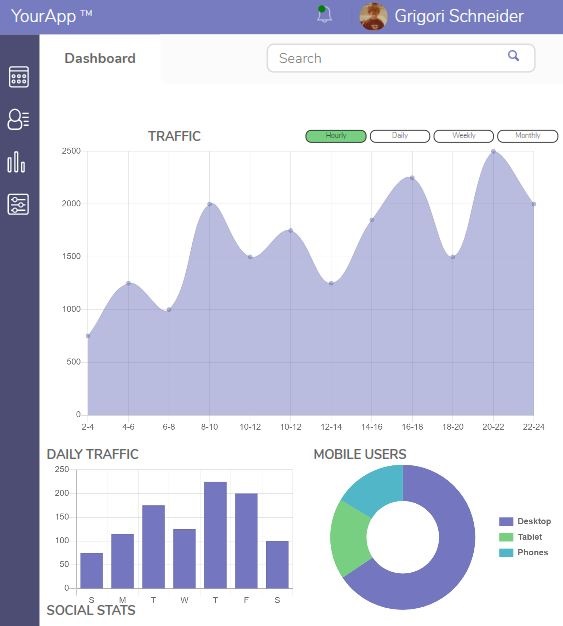 YourApp ™
Grigori Schneider
Dashboard
Search
TRAFFIC
Hourly Daily Weekly Monthly
2500
2000
1500
1000
500
0
2-4 4-6 6-8 8-10 10-12 10-12 12-14 14-16 16-18 18-20 20-22 22-24
DAILY TRAFFIC
250
200
150
100
50
0
S M T W T F S
MOBILE USERS
Desktop
Tablet
Phones
SOCIAL STATS